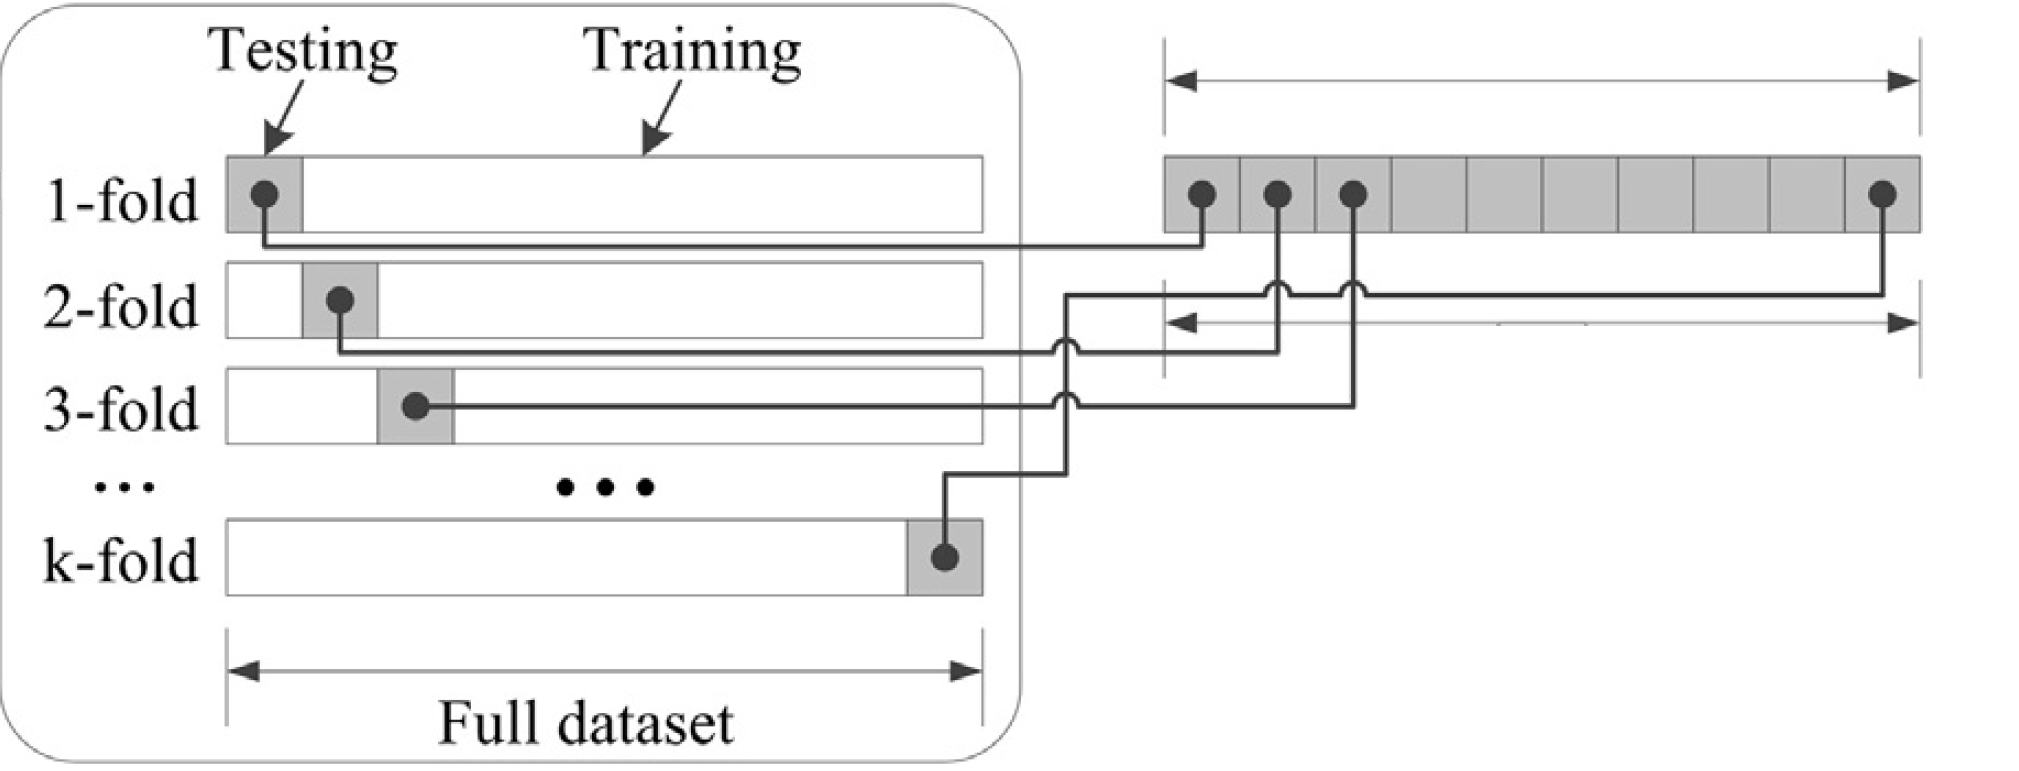 Testing
Training
1-fold
2-fold
3-fold
...
...
k-fold
Full dataset